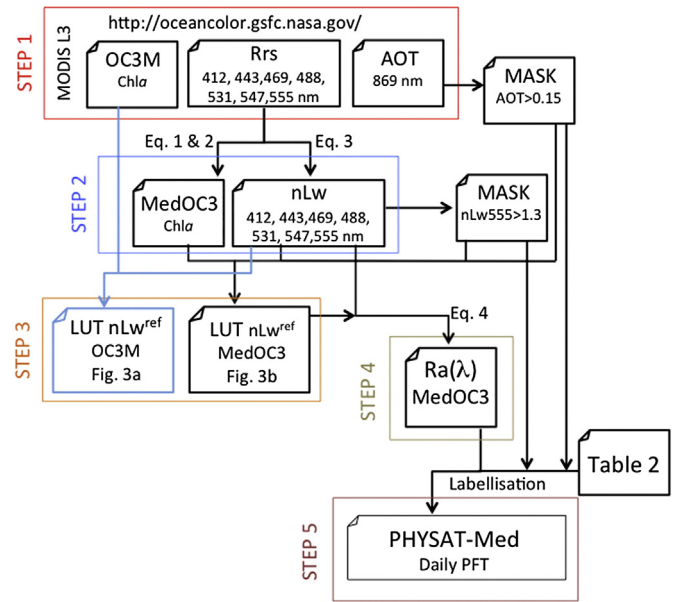 http://oceancolor.gsfc.nasa.gov/
STEP 1
MODIS L3
OC3M
Chla
Rrs
412, 443,469, 488,
531, 547,555 nm
AOT
869 nm
MASK
AOT>0.15
Eq. 1 & 2
Eq. 3
STEP 2
MedOC3
Chla
nLw
412, 443,469, 488,
531, 547,555 nm
MASK
nLw555>1.3
STEP 3
LUT nLwʳᵉᶠ
OC3M
Fig. 3a
LUT nLwʳᵉᶠ
MedOC3
Fig. 3b
Eq. 4
STEP 4
Ra(λ)
MedOC3
Table 2
Labellisation
STEP 5
PHYSAT-Med
Daily PFT